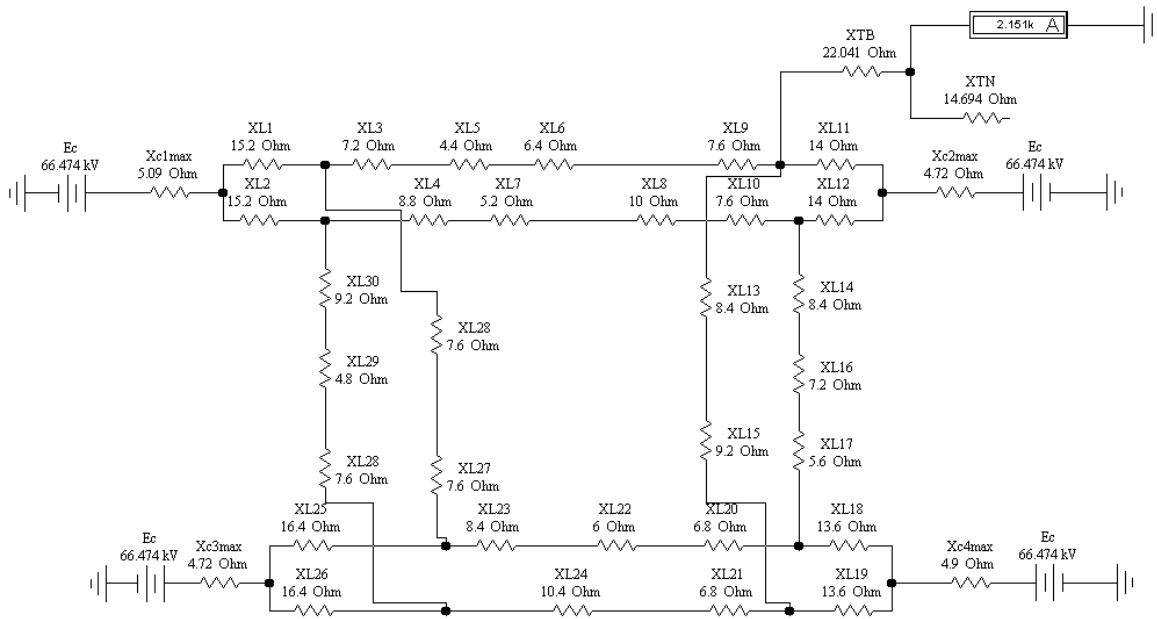 2.151k A
XTB
22.041 Ohm
XTN
14.694 Ohm
XL1
15.2 Ohm
XL3
7.2 Ohm
XL5
4.4 Ohm
XL6
6.4 Ohm
XL9
7.6 Ohm
XL11
14 Ohm
Ec
66.474 kV
Xc1max
5.09 Ohm
XL2
15.2 Ohm
XL4
8.8 Ohm
XL7
5.2 Ohm
XL8
10 Ohm
XL10
7.6 Ohm
XL12
14 Ohm
Xc2max
4.72 Ohm
Ec
66.474 kV
XL30
9.2 Ohm
XL28
7.6 Ohm
XL13
8.4 Ohm
XL14
8.4 Ohm
XL29
4.8 Ohm
XL16
7.2 Ohm
XL28
7.6 Ohm
XL27
7.6 Ohm
XL15
9.2 Ohm
XL17
5.6 Ohm
XL25
16.4 Ohm
XL23
8.4 Ohm
XL22
6 Ohm
XL20
6.8 Ohm
XL18
13.6 Ohm
Ec
66.474 kV
Xc3max
4.72 Ohm
XL26
16.4 Ohm
XL24
10.4 Ohm
XL21
6.8 Ohm
XL19
13.6 Ohm
Xc4max
4.9 Ohm
Ec
66.474 kV